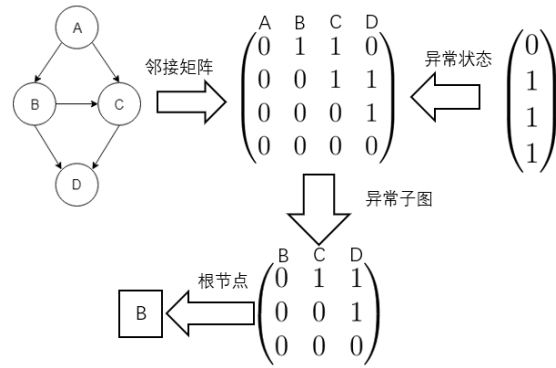 A
B
C
D
邻接矩阵
A B C D
0 1 1 0
0 0 1 1
0 0 0 1
0 0 0 0
异常状态
0
1
1
1
异常子图
B C D
0 1 1
0 0 1
0 0 0
根节点
B